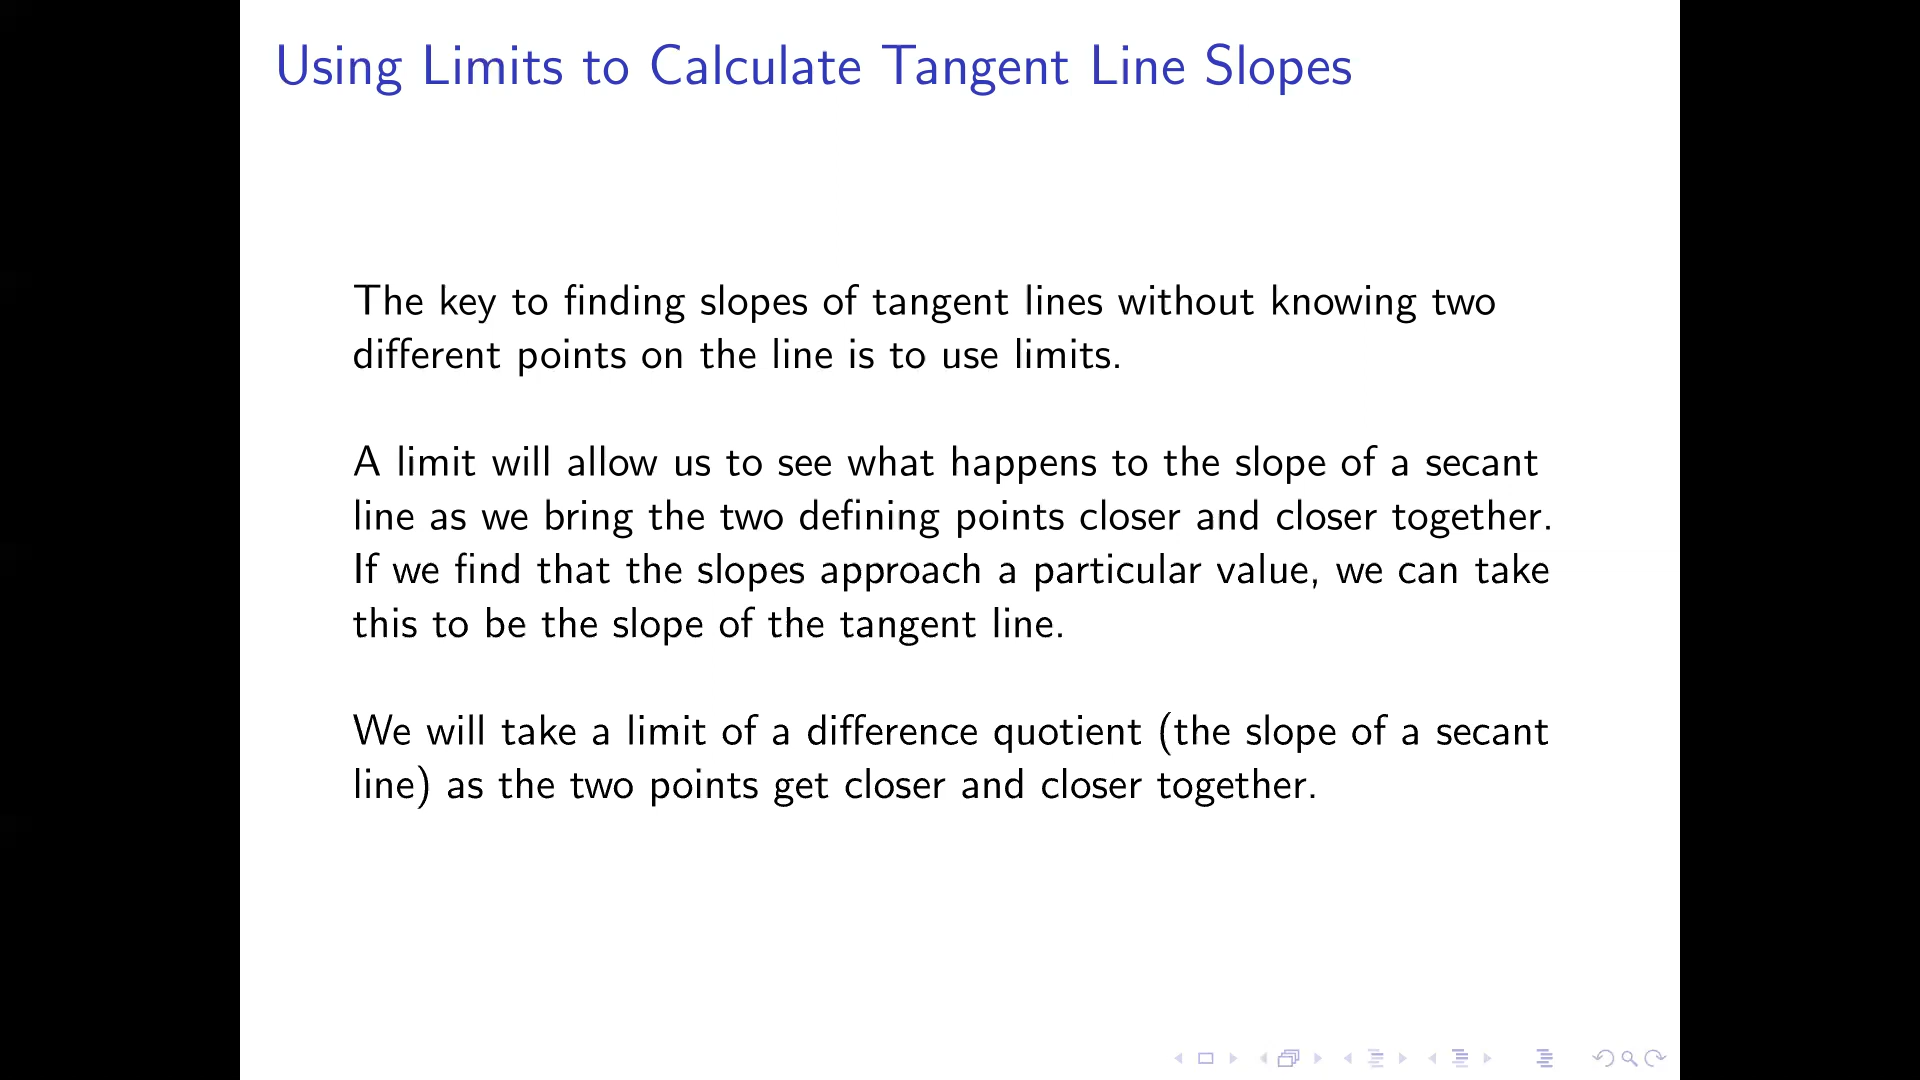 Using Limits to Calculate Tangent Line Slopes
The key to finding slopes of tangent lines without knowing two
different points on the line is to use limits.
A limit will allow us to see what happens to the slope of a secant
line as we bring the two defining points closer and closer together.
If we find that the slopes approach a particular value, we can take
this to be the slope of the tangent line.
We will take a limit of a difference quotient (the slope of a secant
line) as the two points get closer and closer together.